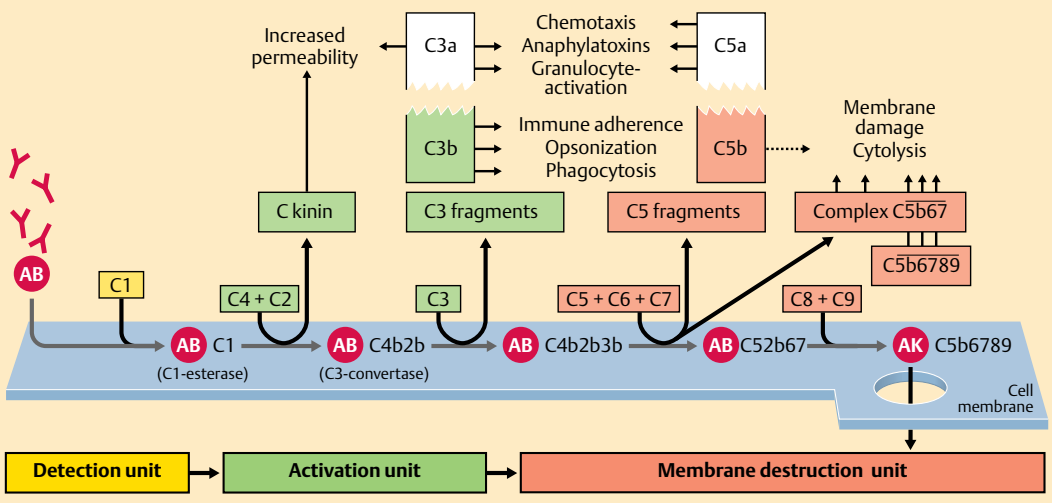 Increased
permeability
C3a
Chemotaxis
Anaphylatoxins
Granulocyte-
activation
C5a
C3b
Immune adherence
Opsonization
Phagocytosis
C5b
Membrane
damage
Cytolysis
C kinin
C3 fragments
C5 fragments
Complex C5b67
C5b6789
AB
C1
C4 + C2
C3
C5 + C6 + C7
C8 + C9
AB C1
(C1-esterase)
AB C4b2b
(C3-convertase)
AB C4b2b3b
AB C52b67
AK C5b6789
Cell
membrane
Detection unit
Activation unit
Membrane destruction unit